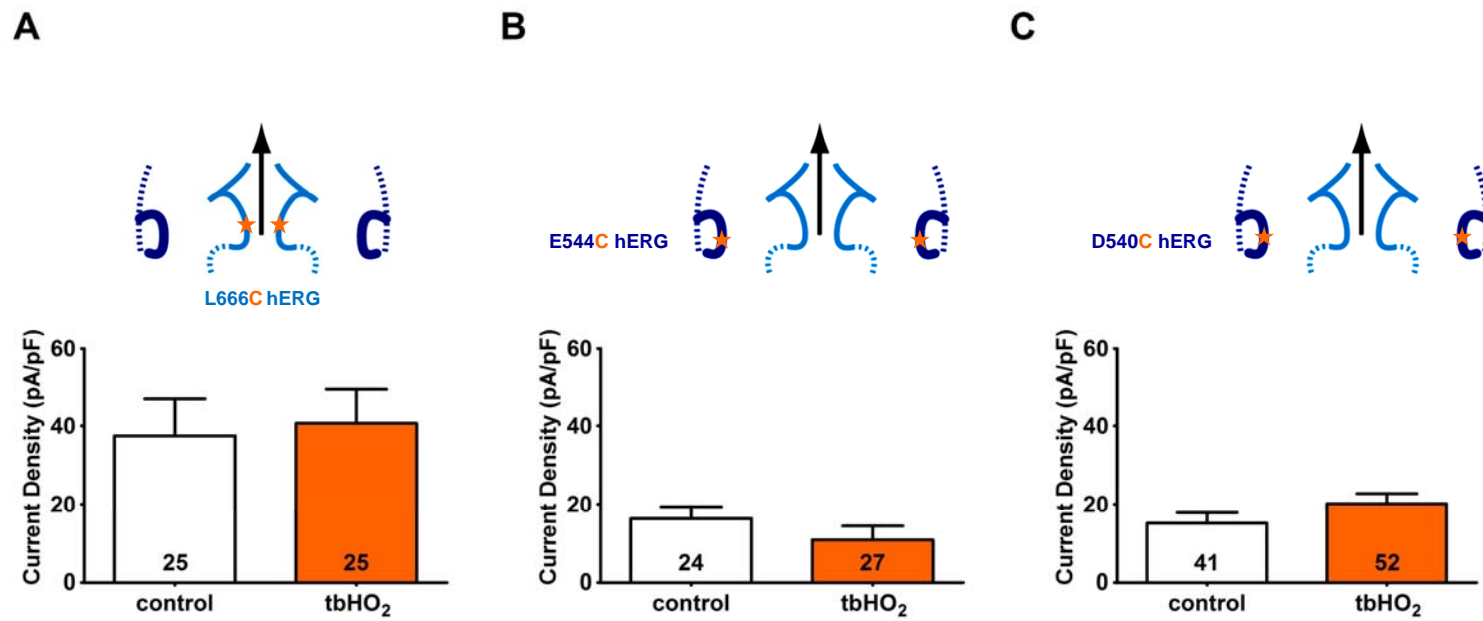 A
B
C
L666C hERG
E544C hERG
D540C hERG
Current Density (pA/pF)
60
40
20
0
25
25
control
tbHO2
Current Density (pA/pF)
60
40
20
0
24
27
control
tbHO2
Current Density (pA/pF)
60
40
20
0
41
52
control
tbHO2